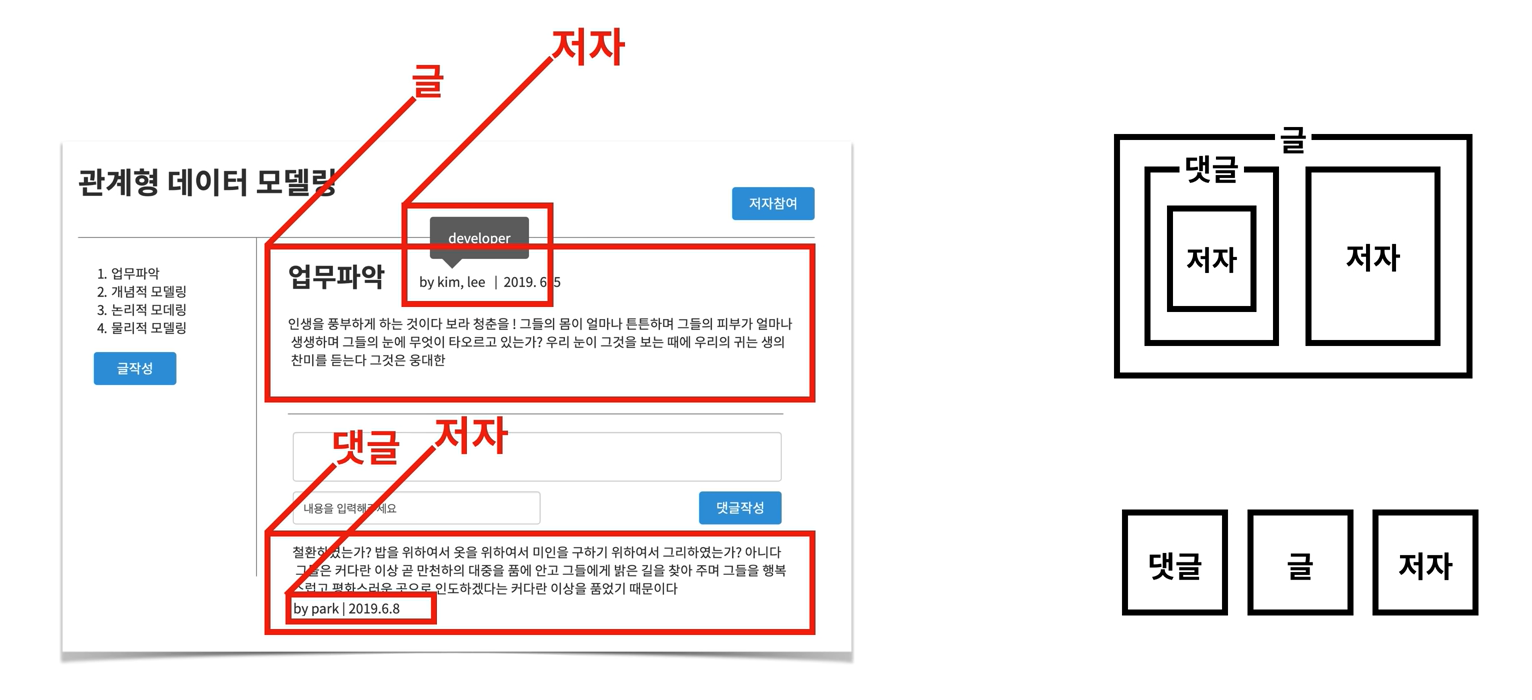 저자
글
관계형 데이터 모델링
저자참여
developer
1. 업무파악
2. 개념적 모델링
3. 논리적 모데링
4. 물리적 모델링
글작성
업무파악
by kim, lee | 2019. 6.5
인생을 풍부하게 하는 것이다 보라 청춘을 ! 그들의 몸이 얼마나 튼튼하며 그들의 피부가 얼마나
생생하며 그들의 눈에 무엇이 타오르고 있는가? 우리 눈이 그것을 보는 때에 우리의 귀는 생의
찬미를 듣는다 그것은 웅대한
댓글
저자
내용을 입력해주세요
댓글작성
철환하였는가? 밥을 위하여서 옷을 위하여서 미인을 구하기 위하여서 그리하였는가? 아니다
그들은 커다란 이상 곧 만천하의 대중을 품에 안고 그들에게 밝은 길을 찾아 주며 그들을 행복
스럽고 평화스러운 곳으로 인도하겠다는 커다란 이상을 품었기 때문이다
by park | 2019.6.8
글
댓글
저자
저자
댓글
글
저자